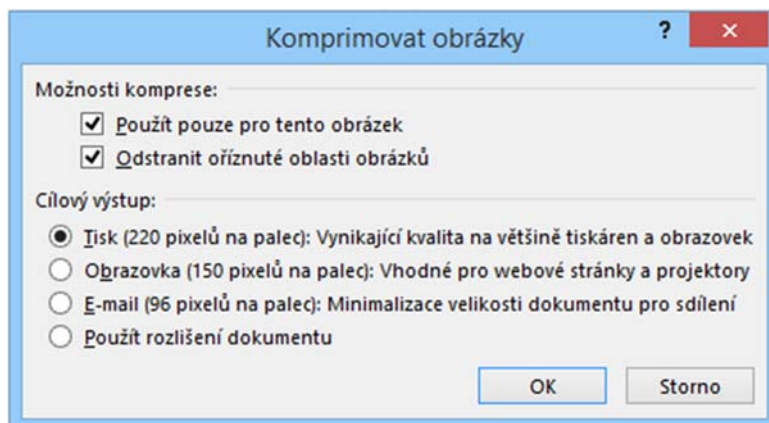 Komprimovat obrázky
? ×
Možnosti komprese:
Použít pouze pro tento obrázek
Odstranit oříznuté oblasti obrázků
Cílový výstup:
Tisk (220 pixelů na palec): Vynikající kvalita na většině tiskáren a obrazovek
Obrazovka (150 pixelů na palec): Vhodné pro webové stránky a projektory
E-mail (96 pixelů na palec): Minimalizace velikosti dokumentu pro sdílení
Použít rozlišení dokumentu
OK Storno